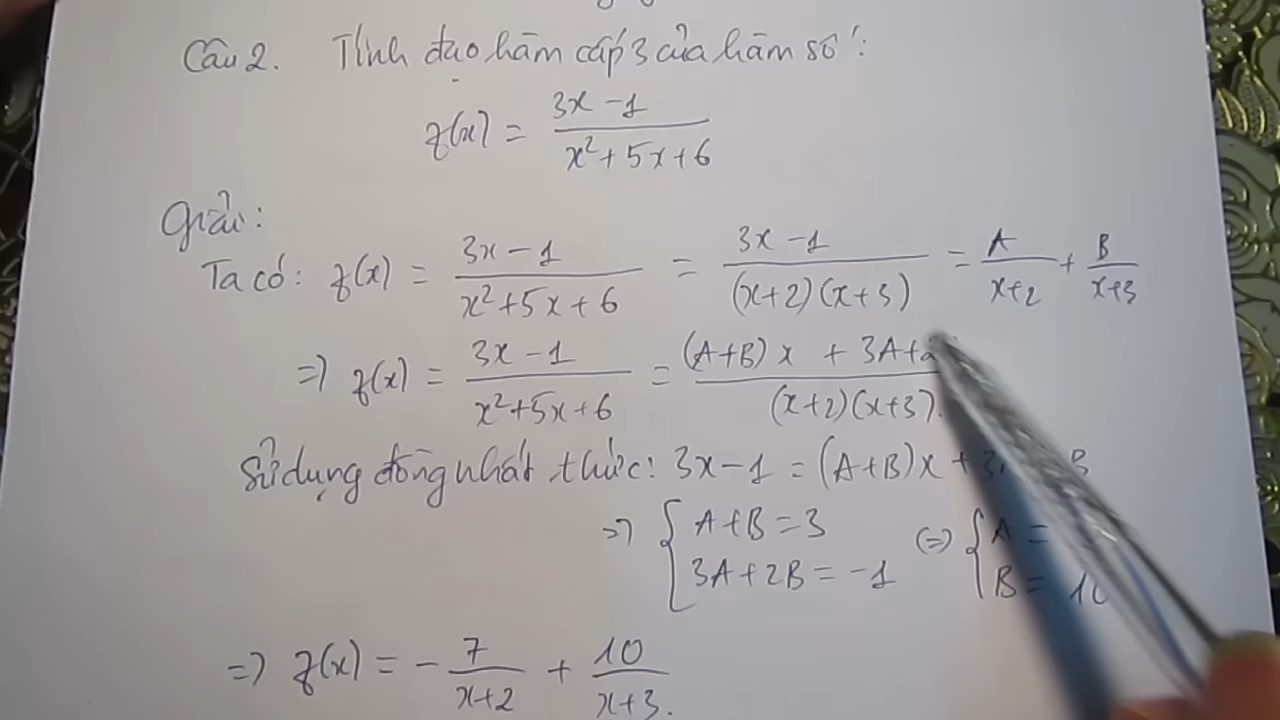 Câu 2. Tính đạo hàm cấp 3 của hàm số:
f(x) = (3x - 1)/(x² + 5x + 6)
Giải:
Ta có: f(x) = (3x - 1)/(x² + 5x + 6) = (3x - 1)/((x+2)(x+3)) = A/(x+2) + B/(x+3)
=> f(x) = (3x - 1)/(x² + 5x + 6) = ((A+B)x + 3A+)/((x+2)(x+3))
Sử dụng đồng nhất thức: 3x - 1 = (A+B)x + 3 B
=> { A + B = 3 <=> { A =
3A + 2B = -1 B = 10
=> f(x) = - 7/(x+2) + 10/(x+3).